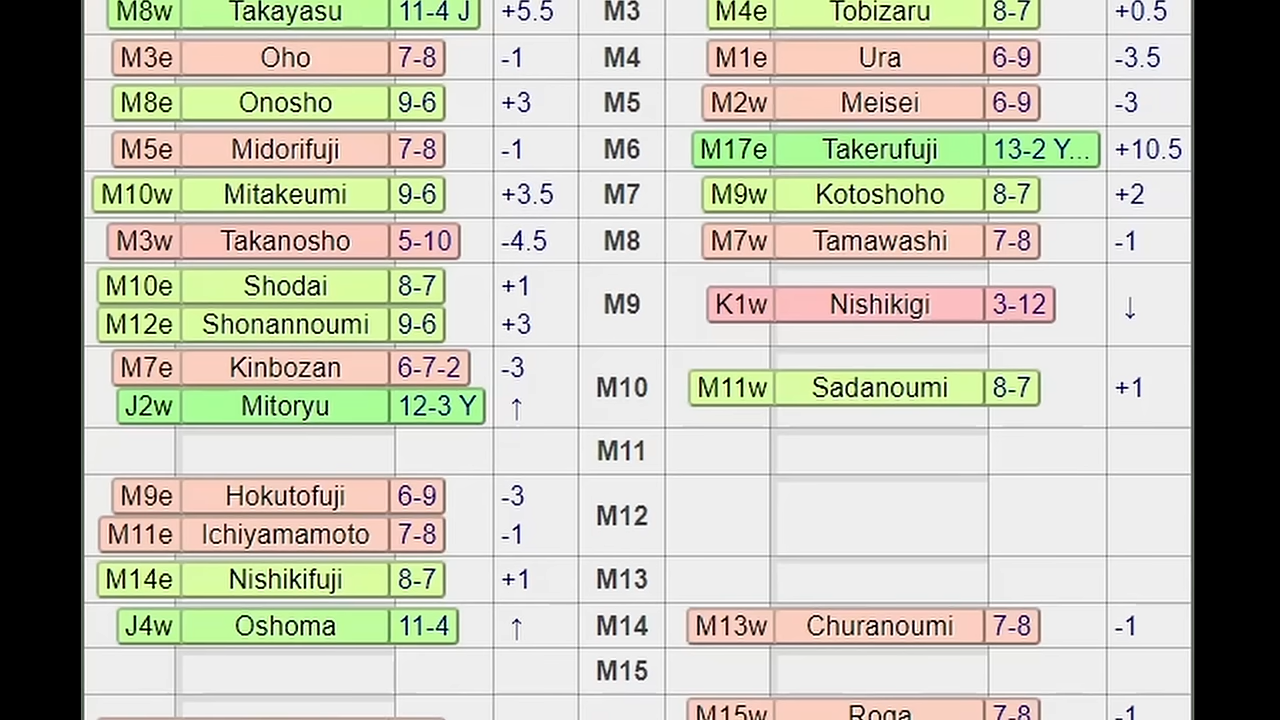 M8w Takayasu 11-4 J +5.5 M3 M4e Tobizaru 8-7 +0.5
M3e Oho 7-8 -1 M4 M1e Ura 6-9 -3.5
M8e Onosho 9-6 +3 M5 M2w Meisei 6-9 -3
M5e Midorifuji 7-8 -1 M6 M17e Takerufuji 13-2 Y... +10.5
M10w Mitakeumi 9-6 +3.5 M7 M9w Kotoshoho 8-7 +2
M3w Takanosho 5-10 -4.5 M8 M7w Tamawashi 7-8 -1
M10e Shodai 8-7 +1
M9 K1w Nishikigi 3-12 ↓
M12e Shonannoumi 9-6 +3
M7e Kinbozan 6-7-2 -3
M10 M11w Sadanoumi 8-7 +1
J2w Mitoryu 12-3 Y ↑
M11
M9e Hokutofuji 6-9 -3
M12
M11e Ichiyamamoto 7-8 -1
M14e Nishikifuji 8-7 +1 M13
J4w Oshoma 11-4 ↑ M14 M13w Churanoumi 7-8 -1
M15
M15w Roga 7-8 -1